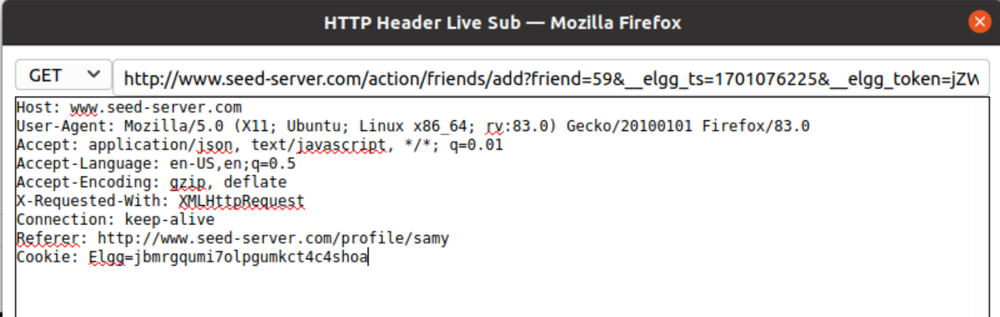 HTTP Header Live Sub — Mozilla Firefox
GET http://www.seed-server.com/action/friends/add?friend=59&__elgg_ts=1701076225&__elgg_token=jZW
Host: www.seed-server.com
User-Agent: Mozilla/5.0 (X11; Ubuntu; Linux x86_64; rv:83.0) Gecko/20100101 Firefox/83.0
Accept: application/json, text/javascript, */*; q=0.01
Accept-Language: en-US,en;q=0.5
Accept-Encoding: gzip, deflate
X-Requested-With: XMLHttpRequest
Connection: keep-alive
Referer: http://www.seed-server.com/profile/samy
Cookie: Elgg=jbmrgqumi7olpgumkct4c4shoa